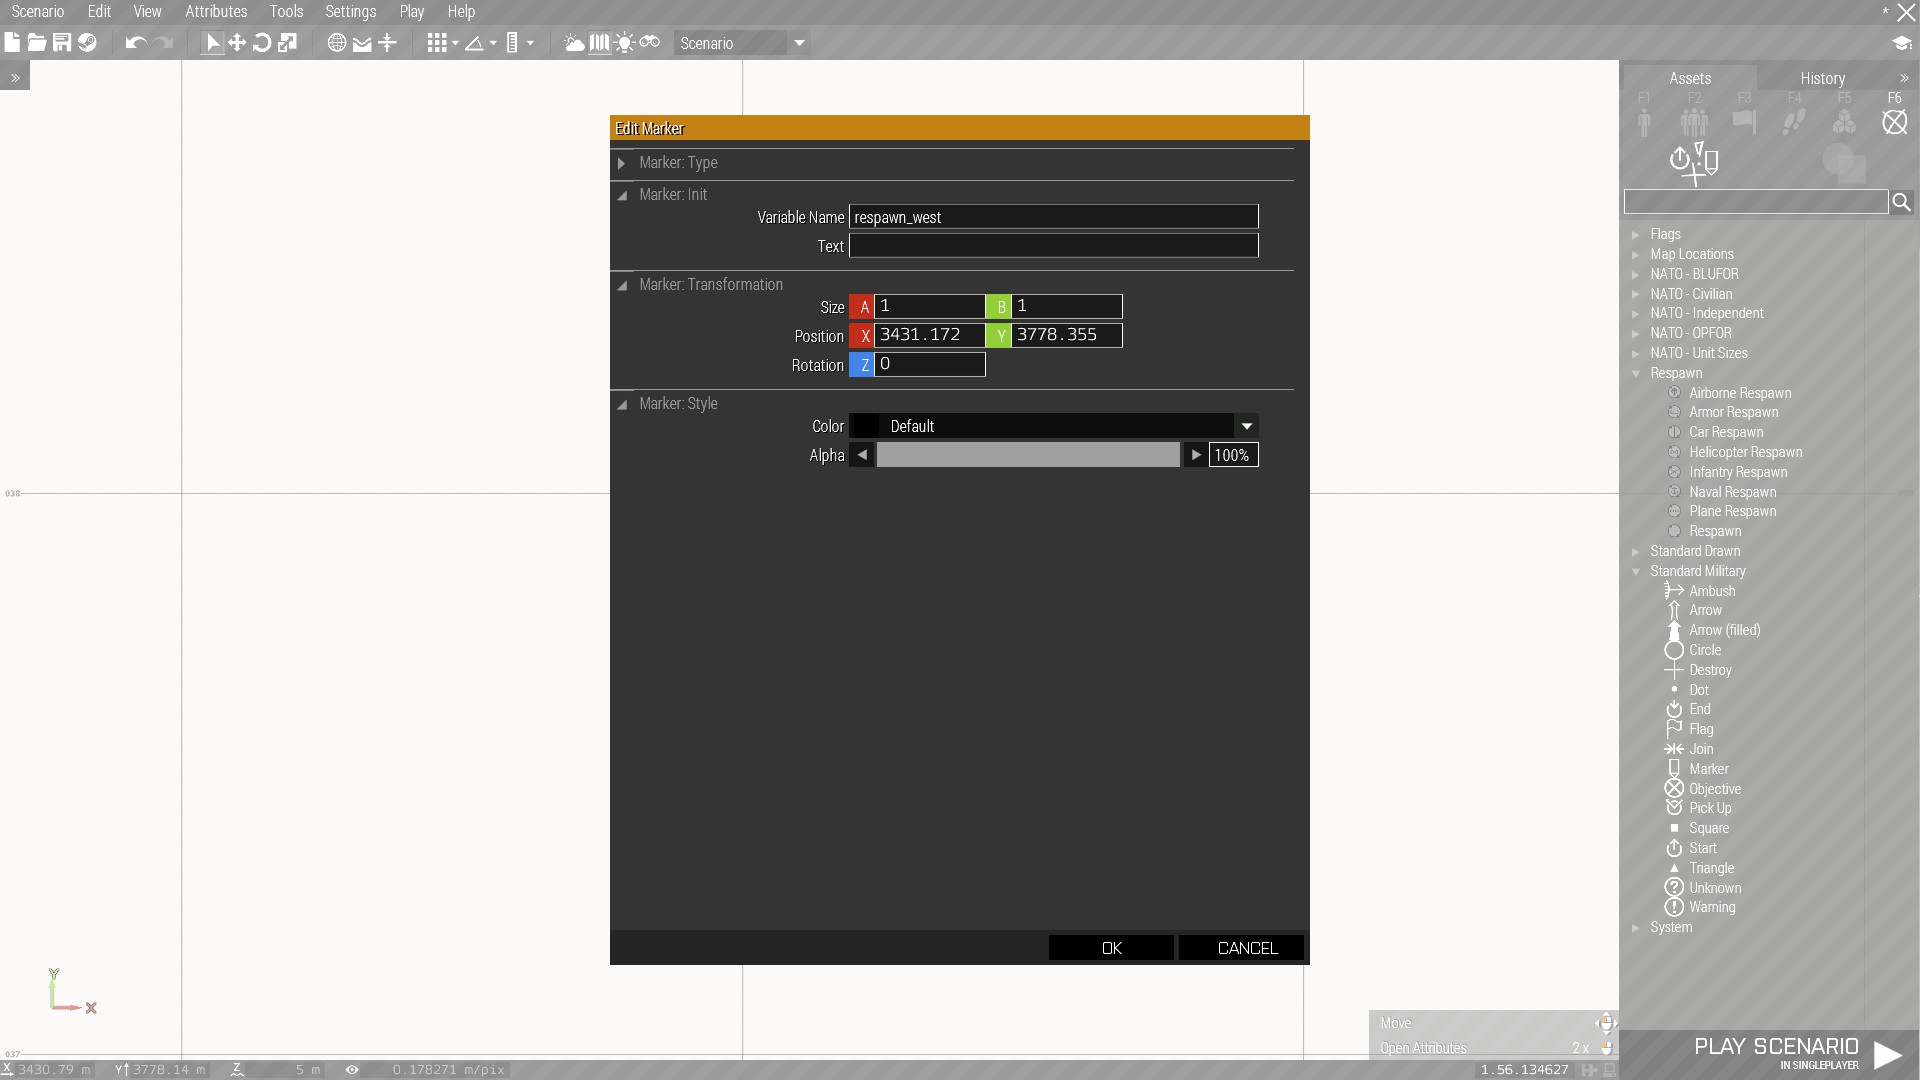 Scenario Edit View Attributes Tools Settings Play Help
*
Scenario
Assets History
F1 F2 F3 F4 F5 F6
Edit Marker
Marker: Type
Marker: Init
Variable Name respawn_west
Text
Marker: Transformation
Size A 1 B 1
Position X 3431.172 Y 3778.355
Rotation Z 0
Marker: Style
Color Default
Alpha 100%
OK CANCEL
Flags
Map Locations
NATO - BLUFOR
NATO - Civilian
NATO - Independent
NATO - OPFOR
NATO - Unit Sizes
Respawn
Airborne Respawn
Armor Respawn
Car Respawn
Helicopter Respawn
Infantry Respawn
Naval Respawn
Plane Respawn
Respawn
Standard Drawn
Standard Military
Ambush
Arrow
Arrow (filled)
Circle
Destroy
Dot
End
Flag
Join
Marker
Objective
Pick Up
Square
Start
Triangle
Unknown
Warning
System
038
037
Y
X
Move
Open Attributes 2 x
PLAY SCENARIO
IN SINGLEPLAYER
X 3430.79 m Y 3778.14 m Z 5 m 0.178271 m/pix 1.56.134627